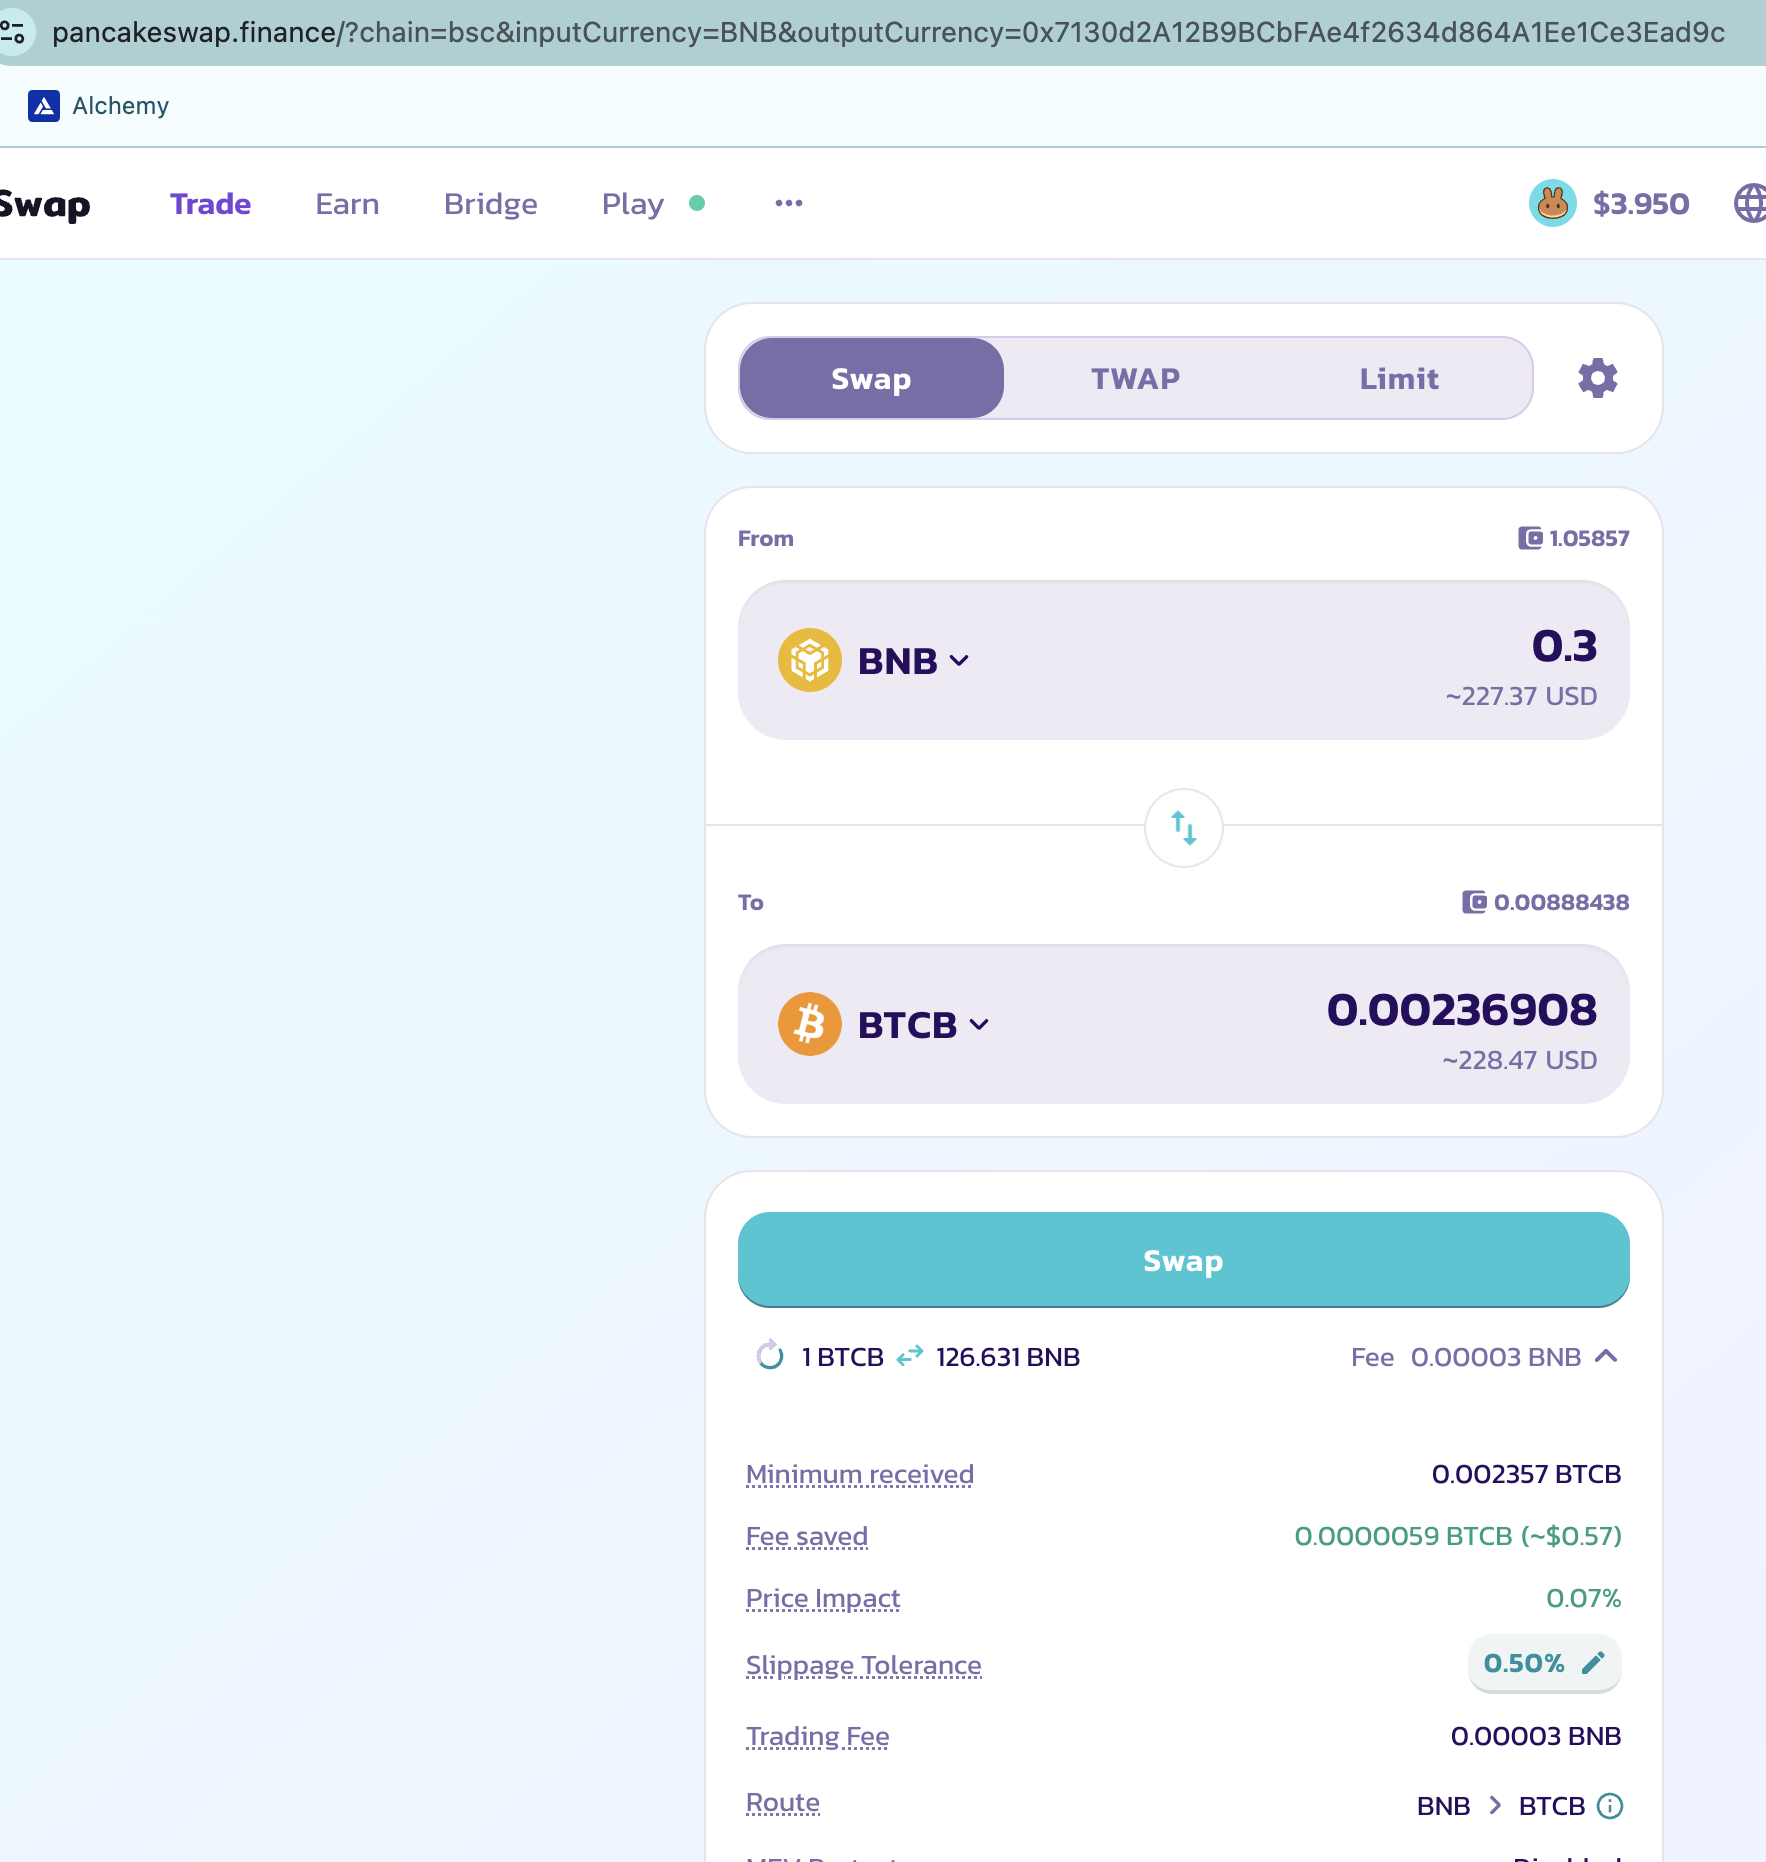 pancakeswap.finance/?chain=bsc&inputCurrency=BNB&outputCurrency=0x7130d2A12B9BCbFAe4f2634d864A1Ee1Ce3Ead9c
Alchemy
Swap Trade Earn Bridge Play ••• $3.950
Swap TWAP Limit
From 1.05857
BNB 0.3
~227.37 USD
To 0.00888438
BTCB 0.00236908
~228.47 USD
Swap
1 BTCB 126.631 BNB Fee 0.00003 BNB
Minimum received 0.002357 BTCB
Fee saved 0.0000059 BTCB (~$0.57)
Price Impact 0.07%
Slippage Tolerance 0.50%
Trading Fee 0.00003 BNB
Route BNB > BTCB